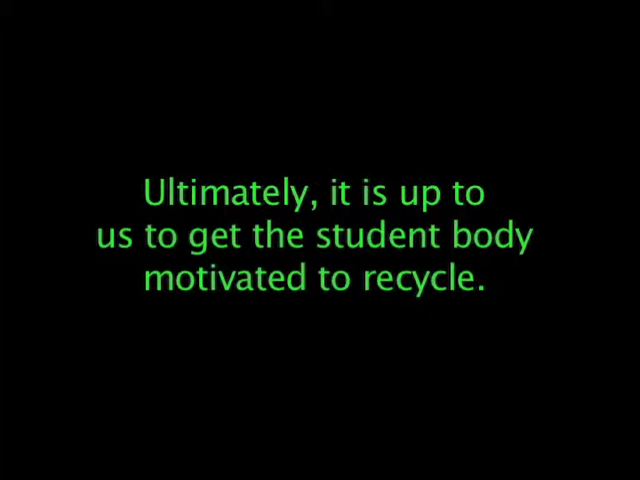 Ultimately, it is up to
us to get the student body
motivated to recycle.